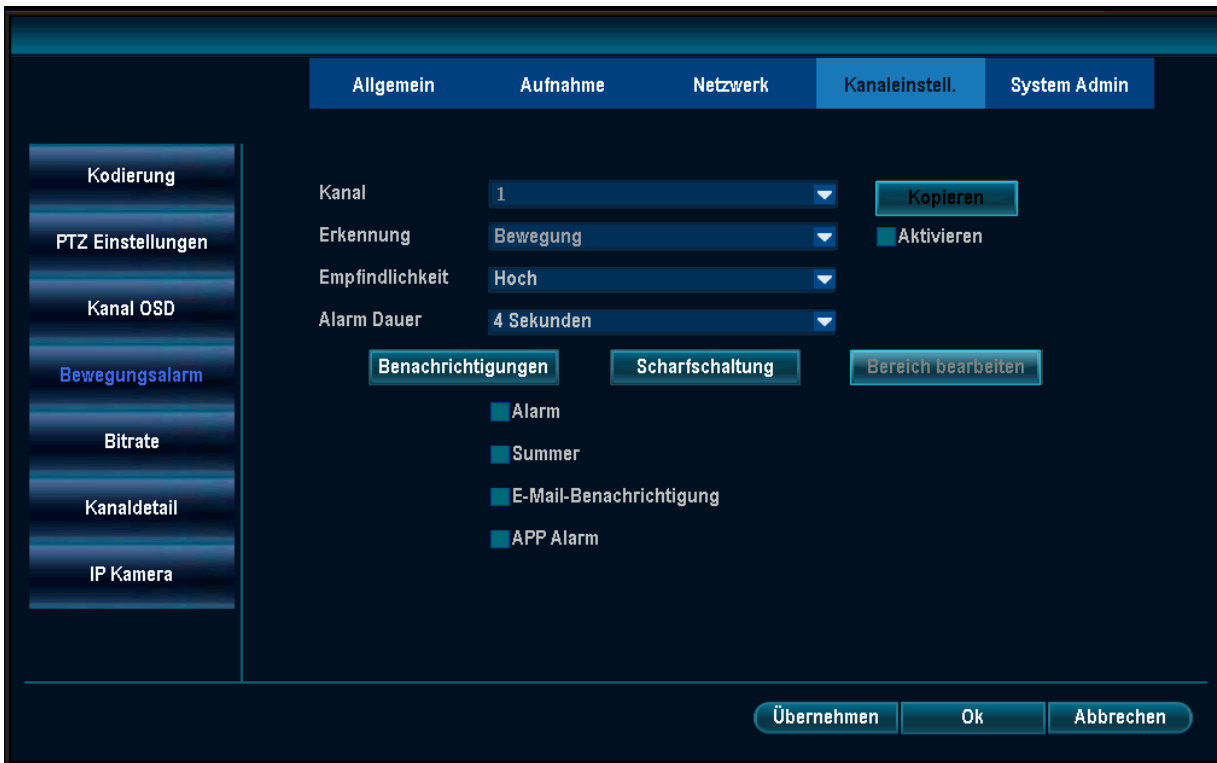 Allgemein Aufnahme Netzwerk Kanaleinstell. System Admin
Kodierung
PTZ Einstellungen
Kanal OSD
Bewegungsalarm
Bitrate
Kanaldetail
IP Kamera
Kanal 1 Kopieren
Erkennung Bewegung Aktivieren
Empfindlichkeit Hoch
Alarm Dauer 4 Sekunden
Benachrichtigungen Scharfschaltung Bereich bearbeiten
Alarm
Summer
E-Mail-Benachrichtigung
APP Alarm
Übernehmen Ok Abbrechen